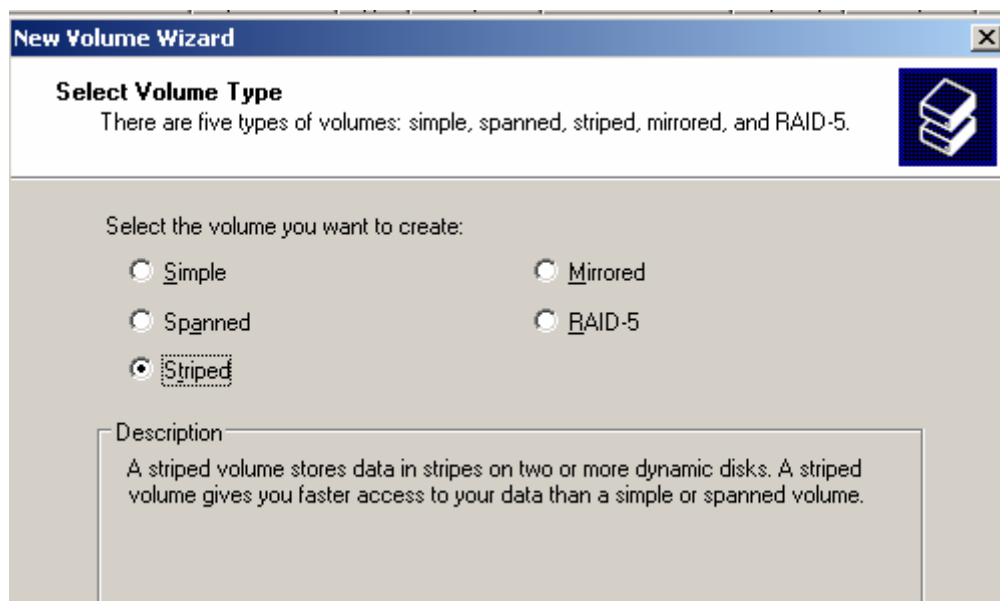 New Volume Wizard
Select Volume Type
There are five types of volumes: simple, spanned, striped, mirrored, and RAID-5.
Select the volume you want to create:
Simple
Mirrored
Spanned
RAID-5
Striped
Description
A striped volume stores data in stripes on two or more dynamic disks. A striped
volume gives you faster access to your data than a simple or spanned volume.